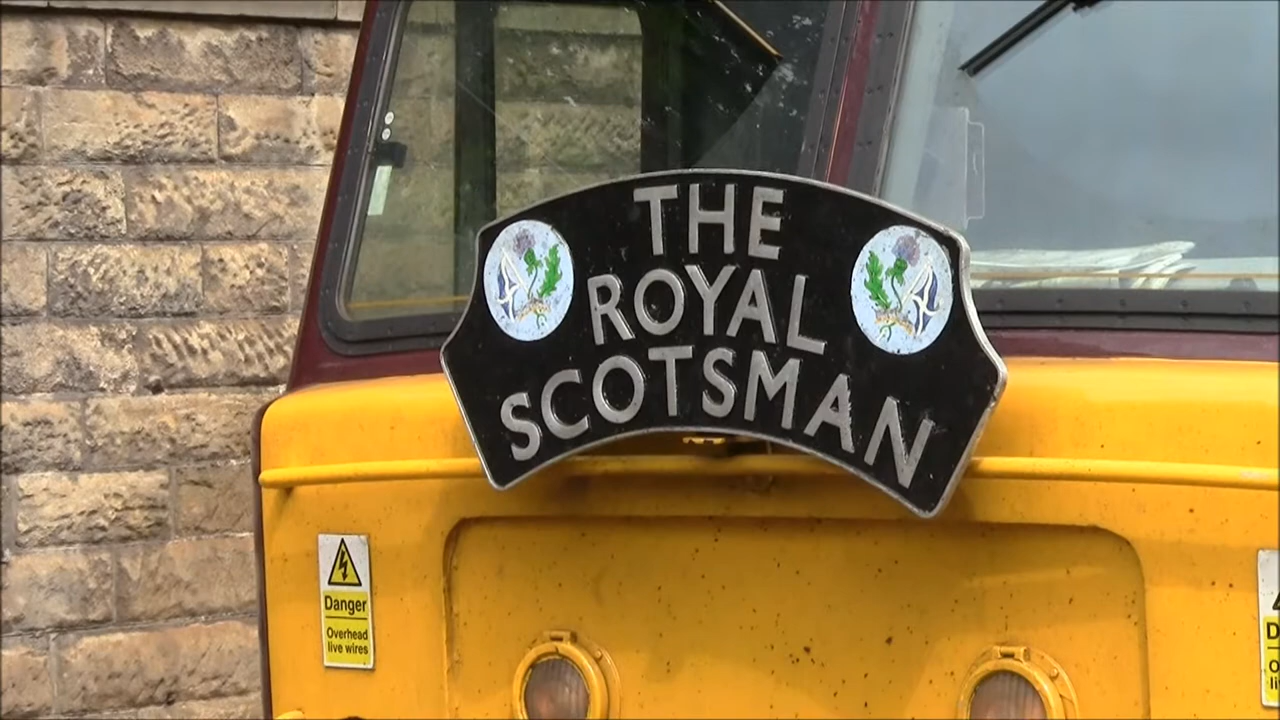 THE
ROYAL
SCOTSMAN
Danger
Overhead
live wires